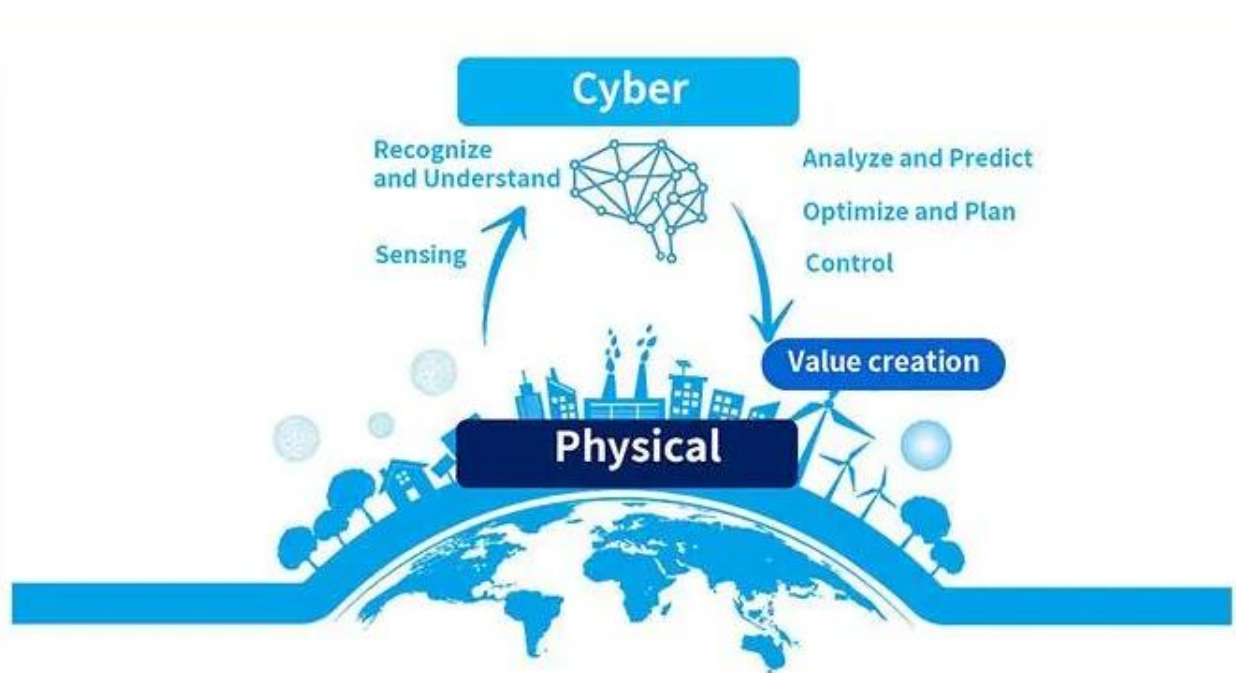 Cyber
Recognize
and Understand
Sensing
Analyze and Predict
Optimize and Plan
Control
Value creation
Physical